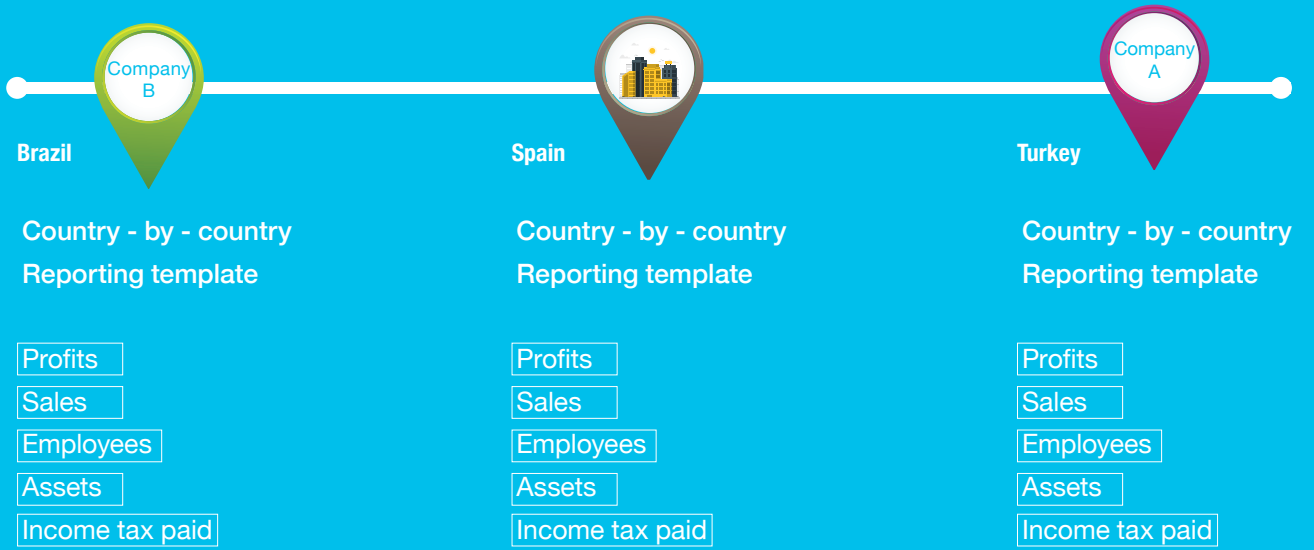 Company
B
Company
A
Brazil
Spain
Turkey
Country - by - country
Reporting template
Country - by - country
Reporting template
Country - by - country
Reporting template
Profits
Sales
Employees
Assets
Income tax paid
Profits
Sales
Employees
Assets
Income tax paid
Profits
Sales
Employees
Assets
Income tax paid